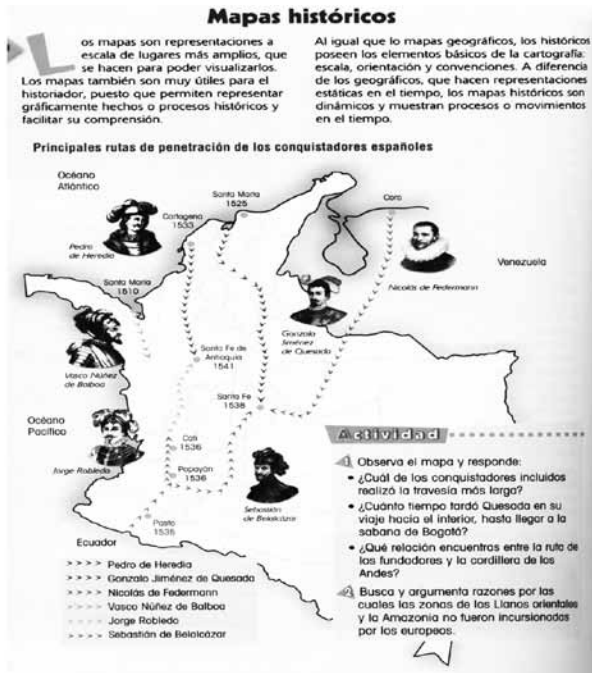 Mapas históricos
Los mapas son representaciones a
escala de lugares más amplios, que
se hacen para poder visualizarlos.
Los mapas también son muy útiles para el
historiador, puesto que permiten representar
gráficamente hechos o procesos históricos y
facilitar su comprensión.
Al igual que lo mapas geográficos, los históricos
poseen los elementos básicos de la cartografía:
escala, orientación y convenciones. A diferencia
de los geográficos, que hacen representaciones
estáticas en el tiempo, los mapas históricos son
dinámicos y muestran procesos o movimientos
en el tiempo.
Principales rutas de penetración de los conquistadores españoles
Océano
Atlántico
Santa Marta
1525
Coro
Cartagena
1533
Pedro
de Heredia
Nicolás de Federmann
Venezuela
Santa María
1510
Gonzalo
Jiménez
de Quesada
Vasco Núñez
de Balboa
Santa Fe de
Antioquia
1541
Santa Fe
1538
Océano
Pacífico
Jorge Robledo
Cali
1536
Popayán
1536
Sebastián
de Belalcázar
Pasto
Ecuador
>>>> Pedro de Heredia
>>>> Gonzalo Jiménez de Quesada
>>>> Nicolás de Federmann
>>>> Vasco Núñez de Balboa
>>>> Jorge Robledo
>>>> Sebastián de Belalcázar
Actividad
1 Observa el mapa y responde:
• ¿Cuál de los conquistadores incluidos
realizó la travesía más larga?
• ¿Cuánto tiempo tardó Quesada en su
viaje hacia el interior, hasta llegar a la
sabana de Bogotá?
• ¿Qué relación encuentras entre la ruta de
los fundadores y la cordillera de los
Andes?
2 Busca y argumenta razones por las
cuales las zonas de los Llanos orientales
y la Amazonia no fueron incursionadas
por los europeos.